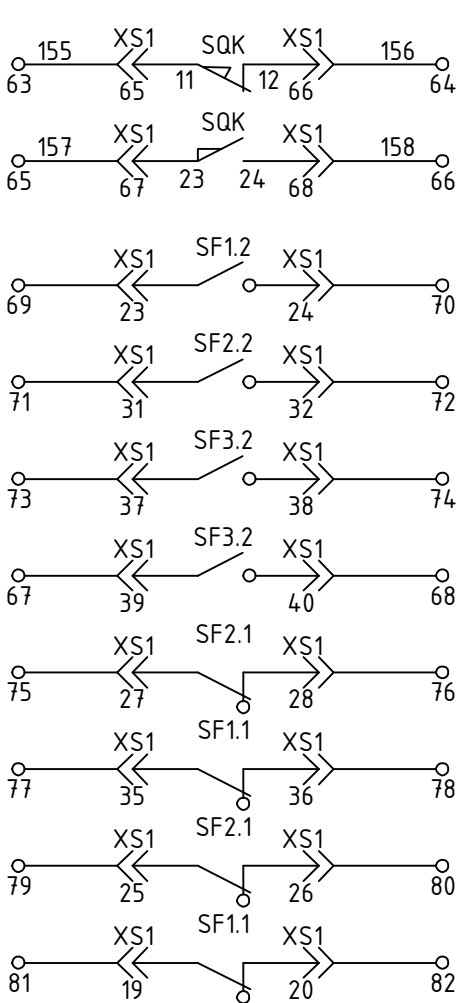 155 XS1 SQK XS1 156
63 65 11 12 66 64
157 XS1 SQK XS1 158
65 67 23 24 68 66
XS1 SF1.2 XS1
69 23 24 70
XS1 SF2.2 XS1
71 31 32 72
XS1 SF3.2 XS1
73 37 38 74
XS1 SF3.2 XS1
67 39 40 68
XS1 SF2.1 XS1
75 27 28 76
XS1 SF1.1 XS1
77 35 36 78
XS1 SF2.1 XS1
79 25 26 80
XS1 SF1.1 XS1
81 19 20 82